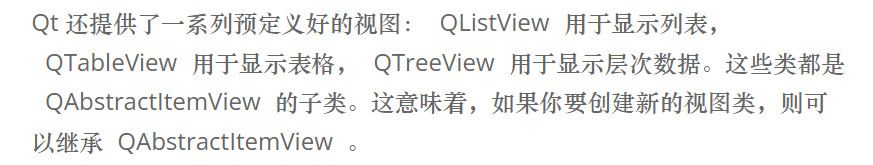 Qt 还提供了一系列预定义好的视图： QListView 用于显示列表，
QTableView 用于显示表格， QTreeView 用于显示层次数据。这些类都是
QAbstractItemView 的子类。这意味着，如果你要创建新的视图类，则可
以继承 QAbstractItemView 。